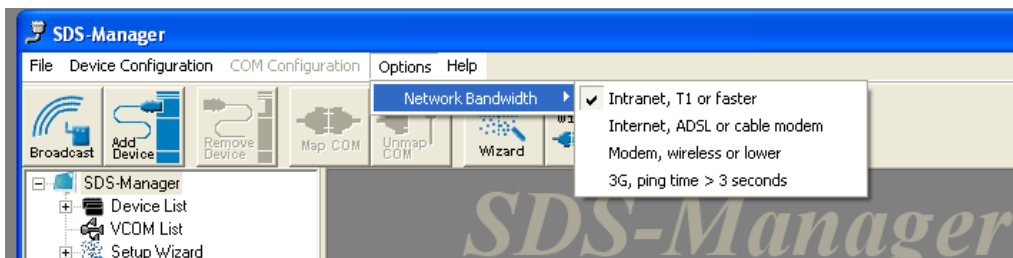 SDS-Manager
File Device Configuration COM Configuration Options Help
Network Bandwidth
Intranet, T1 or faster
Internet, ADSL or cable modem
Modem, wireless or lower
3G, ping time > 3 seconds
Broadcast
Add Device
Remove Device
Map COM
Unmap COM
Wizard
SDS-Manager
Device List
VCOM List
Setup Wizard
SDS-Manager